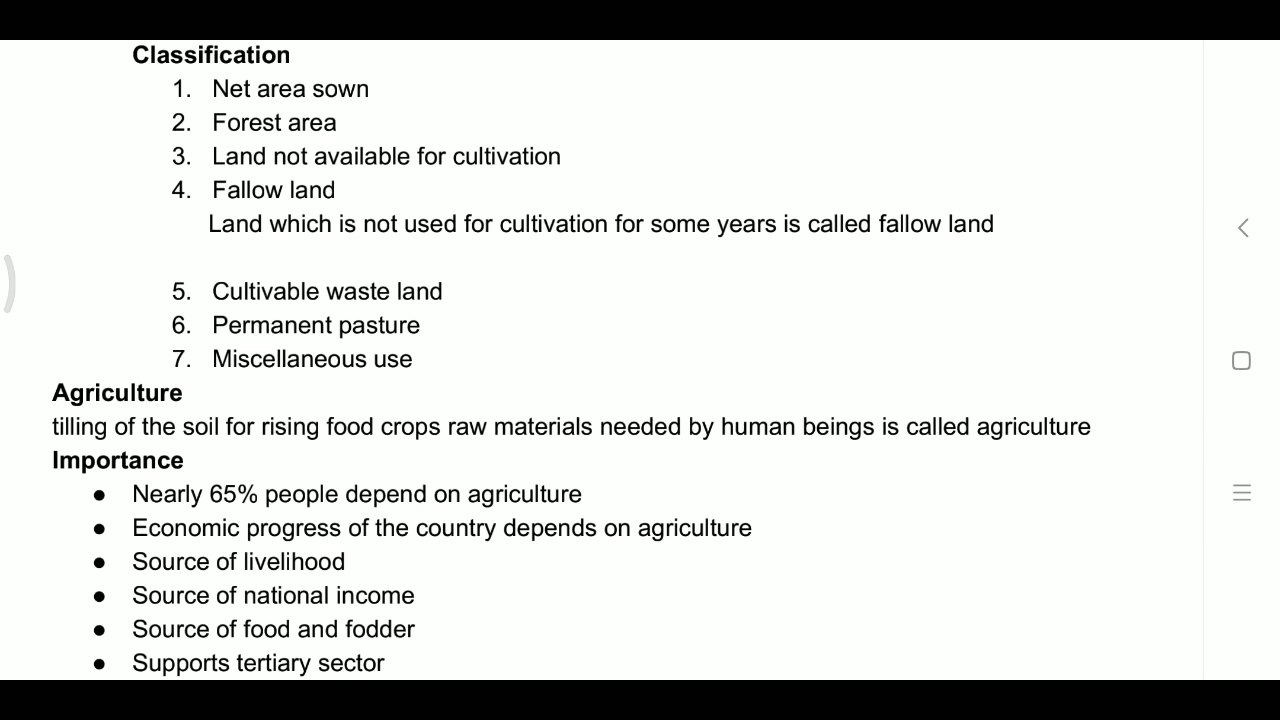 Classification
1. Net area sown
2. Forest area
3. Land not available for cultivation
4. Fallow land
Land which is not used for cultivation for some years is called fallow land
5. Cultivable waste land
6. Permanent pasture
7. Miscellaneous use
Agriculture
tilling of the soil for rising food crops raw materials needed by human beings is called agriculture
Importance
● Nearly 65% people depend on agriculture
● Economic progress of the country depends on agriculture
● Source of livelihood
● Source of national income
● Source of food and fodder
● Supports tertiary sector